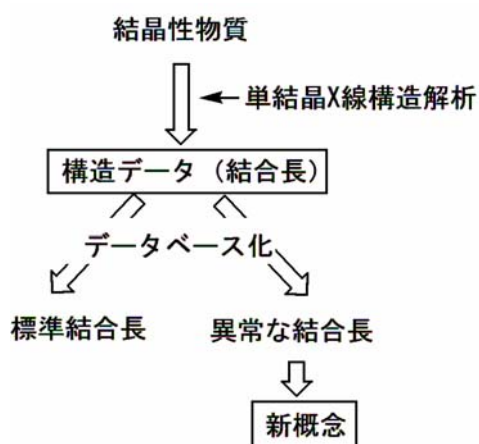 結晶性物質
単結晶X線構造解析
構造データ（結合長）
データベース化
標準結合長
異常な結合長
新概念